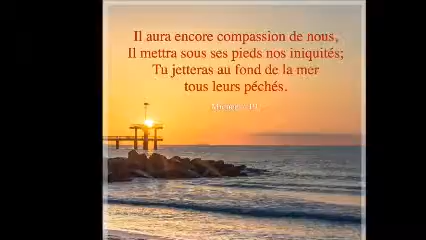 Il aura encore compassion de nous,
Il mettra sous ses pieds nos iniquités;
Tu jetteras au fond de la mer
tous leurs péchés.